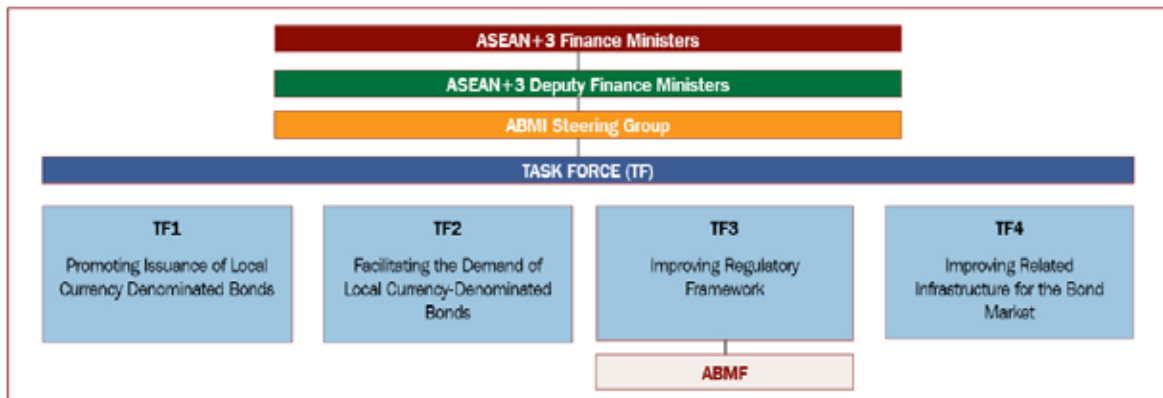 ASEAN+3 Finance Ministers
ASEAN+3 Deputy Finance Ministers
ABMI Steering Group
TASK FORCE (TF)
TF1
Promoting Issuance of Local
Currency Denominated Bonds
TF2
Facilitating the Demand of
Local Currency-Denominated
Bonds
TF3
Improving Regulatory
Framework
TF4
Improving Related
Infrastructure for the Bond
Market
ABMF